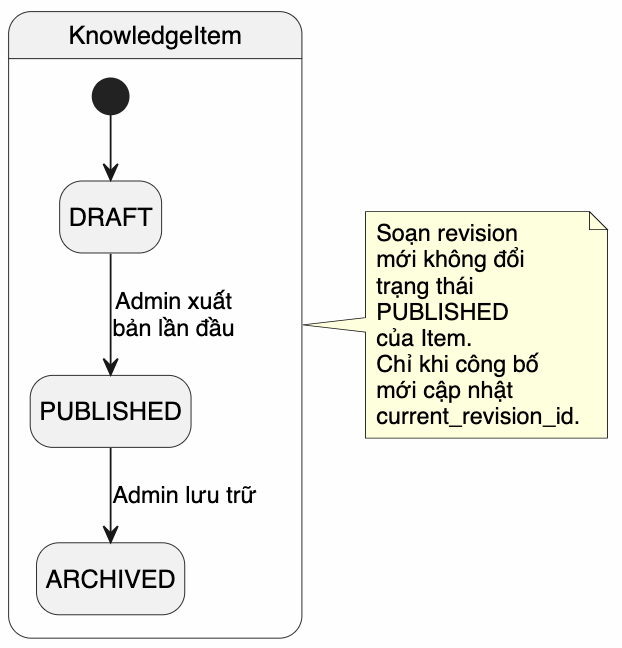 KnowledgeItem
DRAFT
Admin xuất
bản lần đầu
PUBLISHED
Admin lưu trữ
ARCHIVED
Soạn revision
mới không đổi
trạng thái
PUBLISHED
của Item.
Chỉ khi công bố
mới cập nhật
current_revision_id.